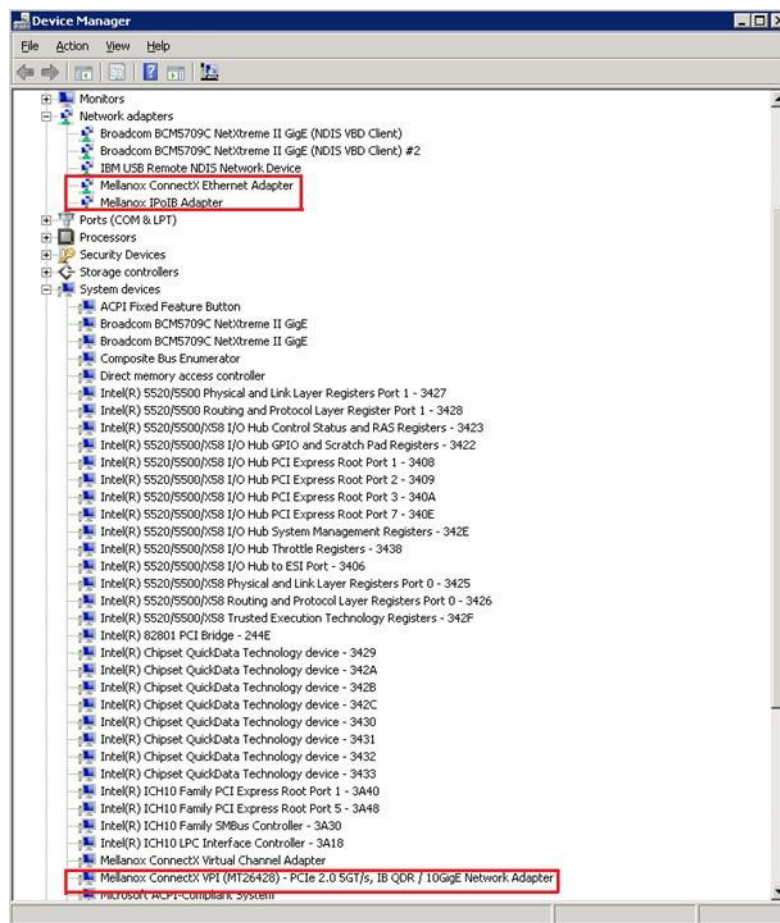 Device Manager
File Action View Help
Monitors
Network adapters
Broadcom BCM5709C NetXtreme II GigE (NDIS VBD Client)
Broadcom BCM5709C NetXtreme II GigE (NDIS VBD Client) #2
IBM USB Remote NDIS Network Device
Mellanox ConnectX Ethernet Adapter
Mellanox IPoIB Adapter
Ports (COM & LPT)
Processors
Security Devices
Storage controllers
System devices
ACPI Fixed Feature Button
Broadcom BCM5709C NetXtreme II GigE
Broadcom BCM5709C NetXtreme II GigE
Composite Bus Enumerator
Direct memory access controller
Intel(R) 5520/5500 Physical and Link Layer Registers Port 1 - 3427
Intel(R) 5520/5500 Routing and Protocol Layer Register Port 1 - 3428
Intel(R) 5520/5500/X58 I/O Hub Control Status and RAS Registers - 3423
Intel(R) 5520/5500/X58 I/O Hub GPIO and Scratch Pad Registers - 3422
Intel(R) 5520/5500/X58 I/O Hub PCI Express Root Port 1 - 3408
Intel(R) 5520/5500/X58 I/O Hub PCI Express Root Port 2 - 3409
Intel(R) 5520/5500/X58 I/O Hub PCI Express Root Port 3 - 340A
Intel(R) 5520/5500/X58 I/O Hub PCI Express Root Port 7 - 340E
Intel(R) 5520/5500/X58 I/O Hub System Management Registers - 342E
Intel(R) 5520/5500/X58 I/O Hub Throttle Registers - 3438
Intel(R) 5520/5500/X58 I/O Hub to ESI Port - 3406
Intel(R) 5520/5500/X58 Physical and Link Layer Registers Port 0 - 3425
Intel(R) 5520/5500/X58 Routing and Protocol Layer Registers Port 0 - 3426
Intel(R) 5520/5500/X58 Trusted Execution Technology Registers - 342F
Intel(R) 82801 PCI Bridge - 244E
Intel(R) Chipset QuickData Technology device - 3429
Intel(R) Chipset QuickData Technology device - 342A
Intel(R) Chipset QuickData Technology device - 342B
Intel(R) Chipset QuickData Technology device - 342C
Intel(R) Chipset QuickData Technology device - 3430
Intel(R) Chipset QuickData Technology device - 3431
Intel(R) Chipset QuickData Technology device - 3432
Intel(R) Chipset QuickData Technology device - 3433
Intel(R) ICH10 Family PCI Express Root Port 1 - 3A40
Intel(R) ICH10 Family PCI Express Root Port 5 - 3A48
Intel(R) ICH10 Family SMBus Controller - 3A30
Intel(R) ICH10 LPC Interface Controller - 3A18
Mellanox ConnectX Virtual Channel Adapter
Mellanox ConnectX VPI (MT26428) - PCIe 2.0 5GT/s, IB QDR / 10GigE Network Adapter
Microsoft ACPI-Compliant System